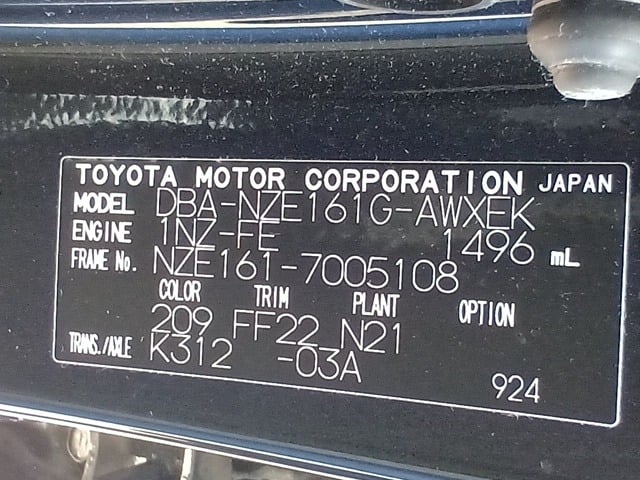 TOYOTA MOTOR CORPORATION JAPAN
MODEL DBA-NZE161G-AWXEK
ENGINE 1NZ-FE 1496 mL
FRAME No. NZE161-7005108
COLOR TRIM PLANT OPTION
209 FF22 N21
TRANS./AXLE K312 -03A
924